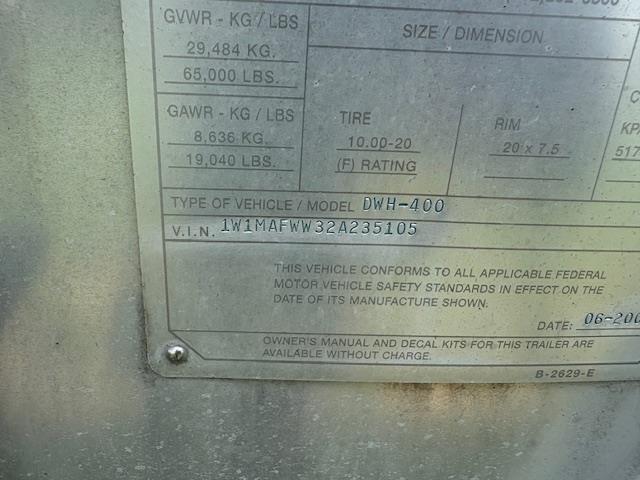 GVWR - KG / LBS
29,484 KG.
65,000 LBS.
GAWR - KG / LBS
8,636 KG.
19,040 LBS.
SIZE / DIMENSION
TIRE
10.00-20
(F) RATING
RIM
20 x 7.5
517
TYPE OF VEHICLE / MODEL DWH-400
V.I.N. 1W1MAFWW32A235105
THIS VEHICLE CONFORMS TO ALL APPLICABLE FEDERAL
MOTOR VEHICLE SAFETY STANDARDS IN EFFECT ON THE
DATE OF ITS MANUFACTURE SHOWN.
DATE: 06-200
OWNER'S MANUAL AND DECAL KITS FOR THIS TRAILER ARE
AVAILABLE WITHOUT CHARGE.
B-2629-E